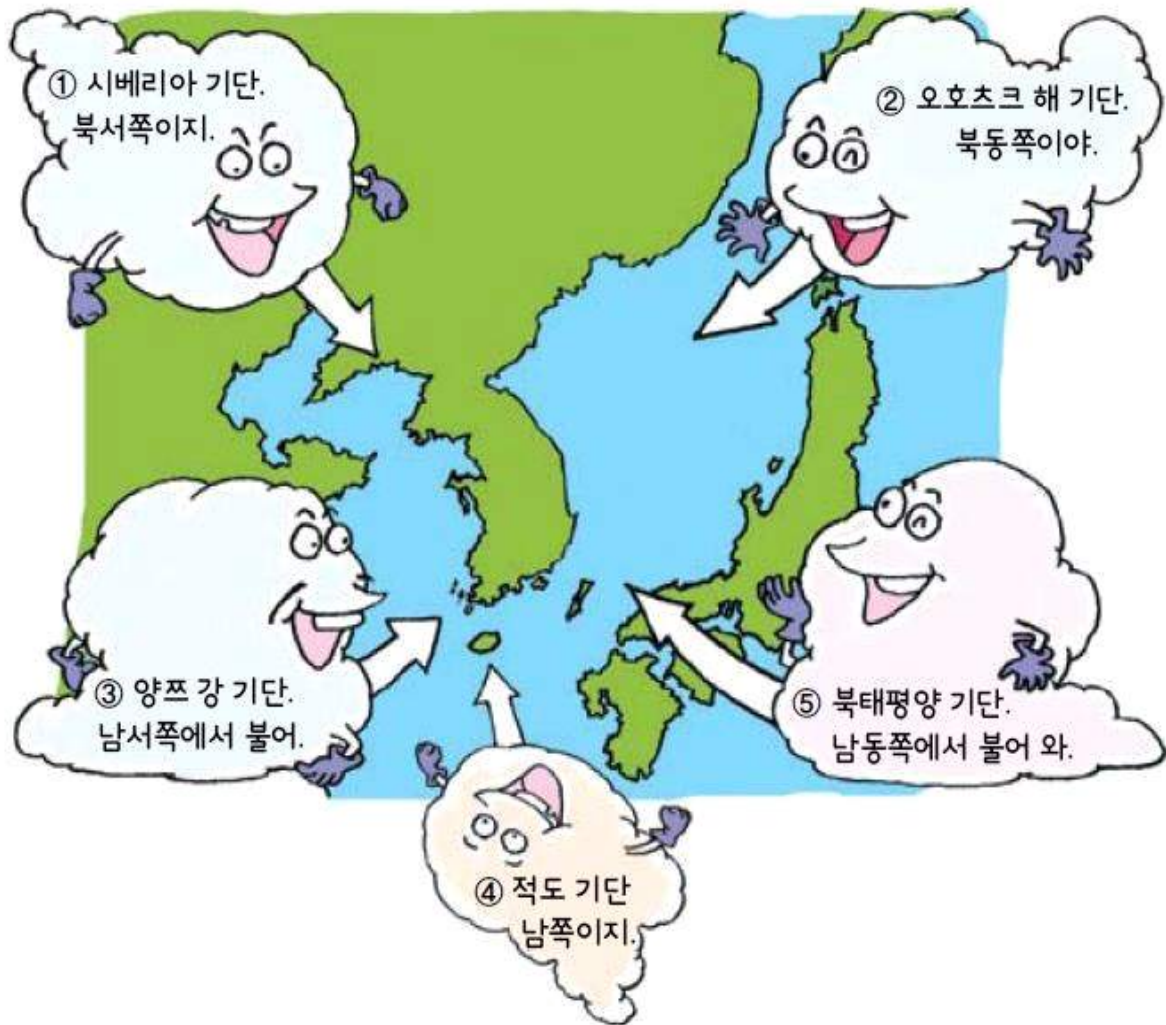 ① 시베리아 기단.
북서쪽이지.
② 오호츠크 해 기단.
북동쪽이야.
③ 양쯔 강 기단.
남서쪽에서 불어.
④ 적도 기단
남쪽이지.
⑤ 북태평양 기단.
남동쪽에서 불어 와.